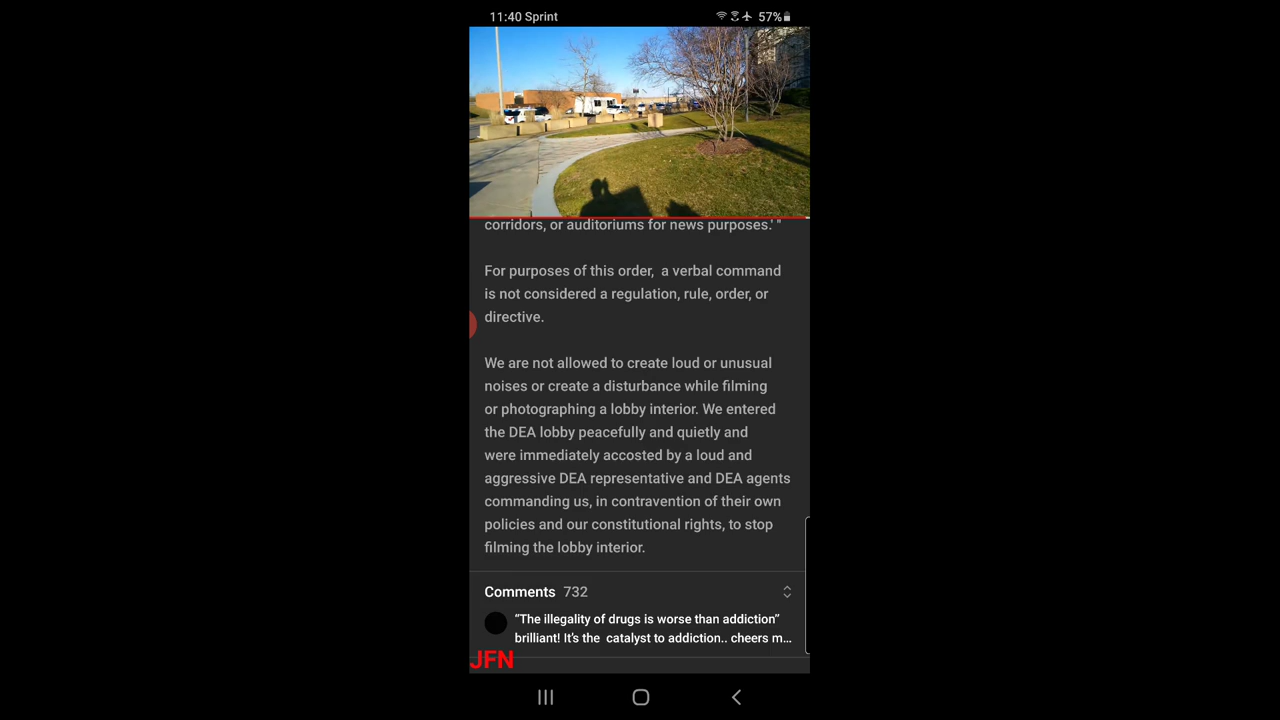 11:40 Sprint
57%
corridors, or auditoriums for news purposes.' "
For purposes of this order,  a verbal command
is not considered a regulation, rule, order, or
directive.
We are not allowed to create loud or unusual
noises or create a disturbance while filming
or photographing a lobby interior. We entered
the DEA lobby peacefully and quietly and
were immediately accosted by a loud and
aggressive DEA representative and DEA agents
commanding us, in contravention of their own
policies and our constitutional rights, to stop
filming the lobby interior.
Comments 732
“The illegality of drugs is worse than addiction”
brilliant! It’s the  catalyst to addiction.. cheers m...
JFN